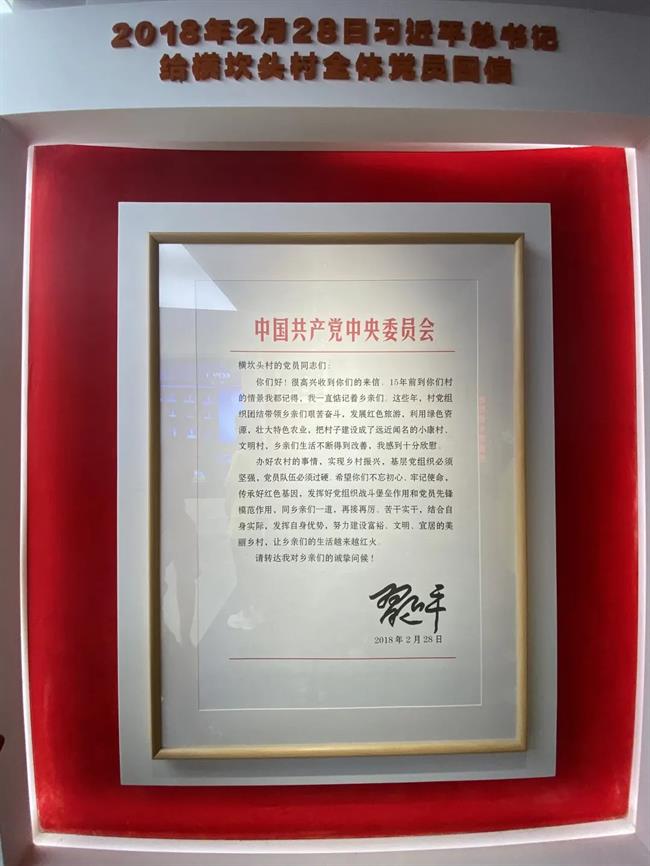 2018年2月28日习近平总书记
给横坎头村全体党员回信
中国共产党中央委员会
横坎头村的党员同志们：
你们好！很高兴收到你们的来信。15年前到你们村
的情景我都记得，我一直惦记着乡亲们。这些年，村党组
织团结带领乡亲们艰苦奋斗，发展红色旅游，利用绿色资
源，壮大特色农业，把村子建设成了远近闻名的小康村、
文明村，乡亲们生活不断得到改善，我感到十分欣慰。
办好农村的事情，实现乡村振兴，基层党组织必须
坚强，党员队伍必须过硬。希望你们不忘初心、牢记使命，
传承好红色基因，发挥好党组织战斗堡垒作用和党员先锋
模范作用，同乡亲们一道，再接再厉、苦干实干，结合自
身实际，发挥自身优势，努力建设富裕、文明、宜居的美
丽乡村，让乡亲们的生活越来越红火。
请转达我对乡亲们的诚挚问候！
习近平
2018年2月28日